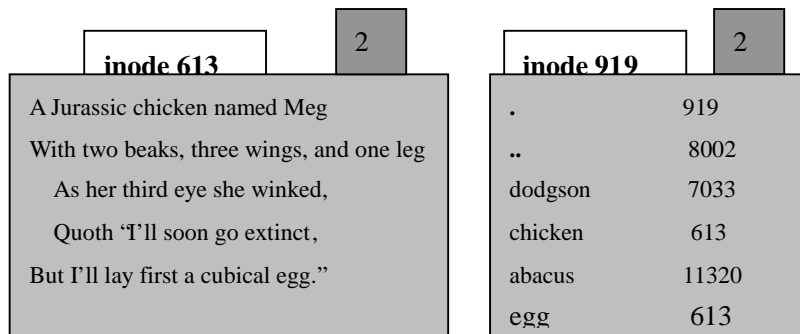 2
inode 613
A Jurassic chicken named Meg
With two beaks, three wings, and one leg
As her third eye she winked,
Quoth “I’ll soon go extinct,
But I’ll lay first a cubical egg.”
2
inode 919
. 919
.. 8002
dodgson 7033
chicken 613
abacus 11320
egg 613